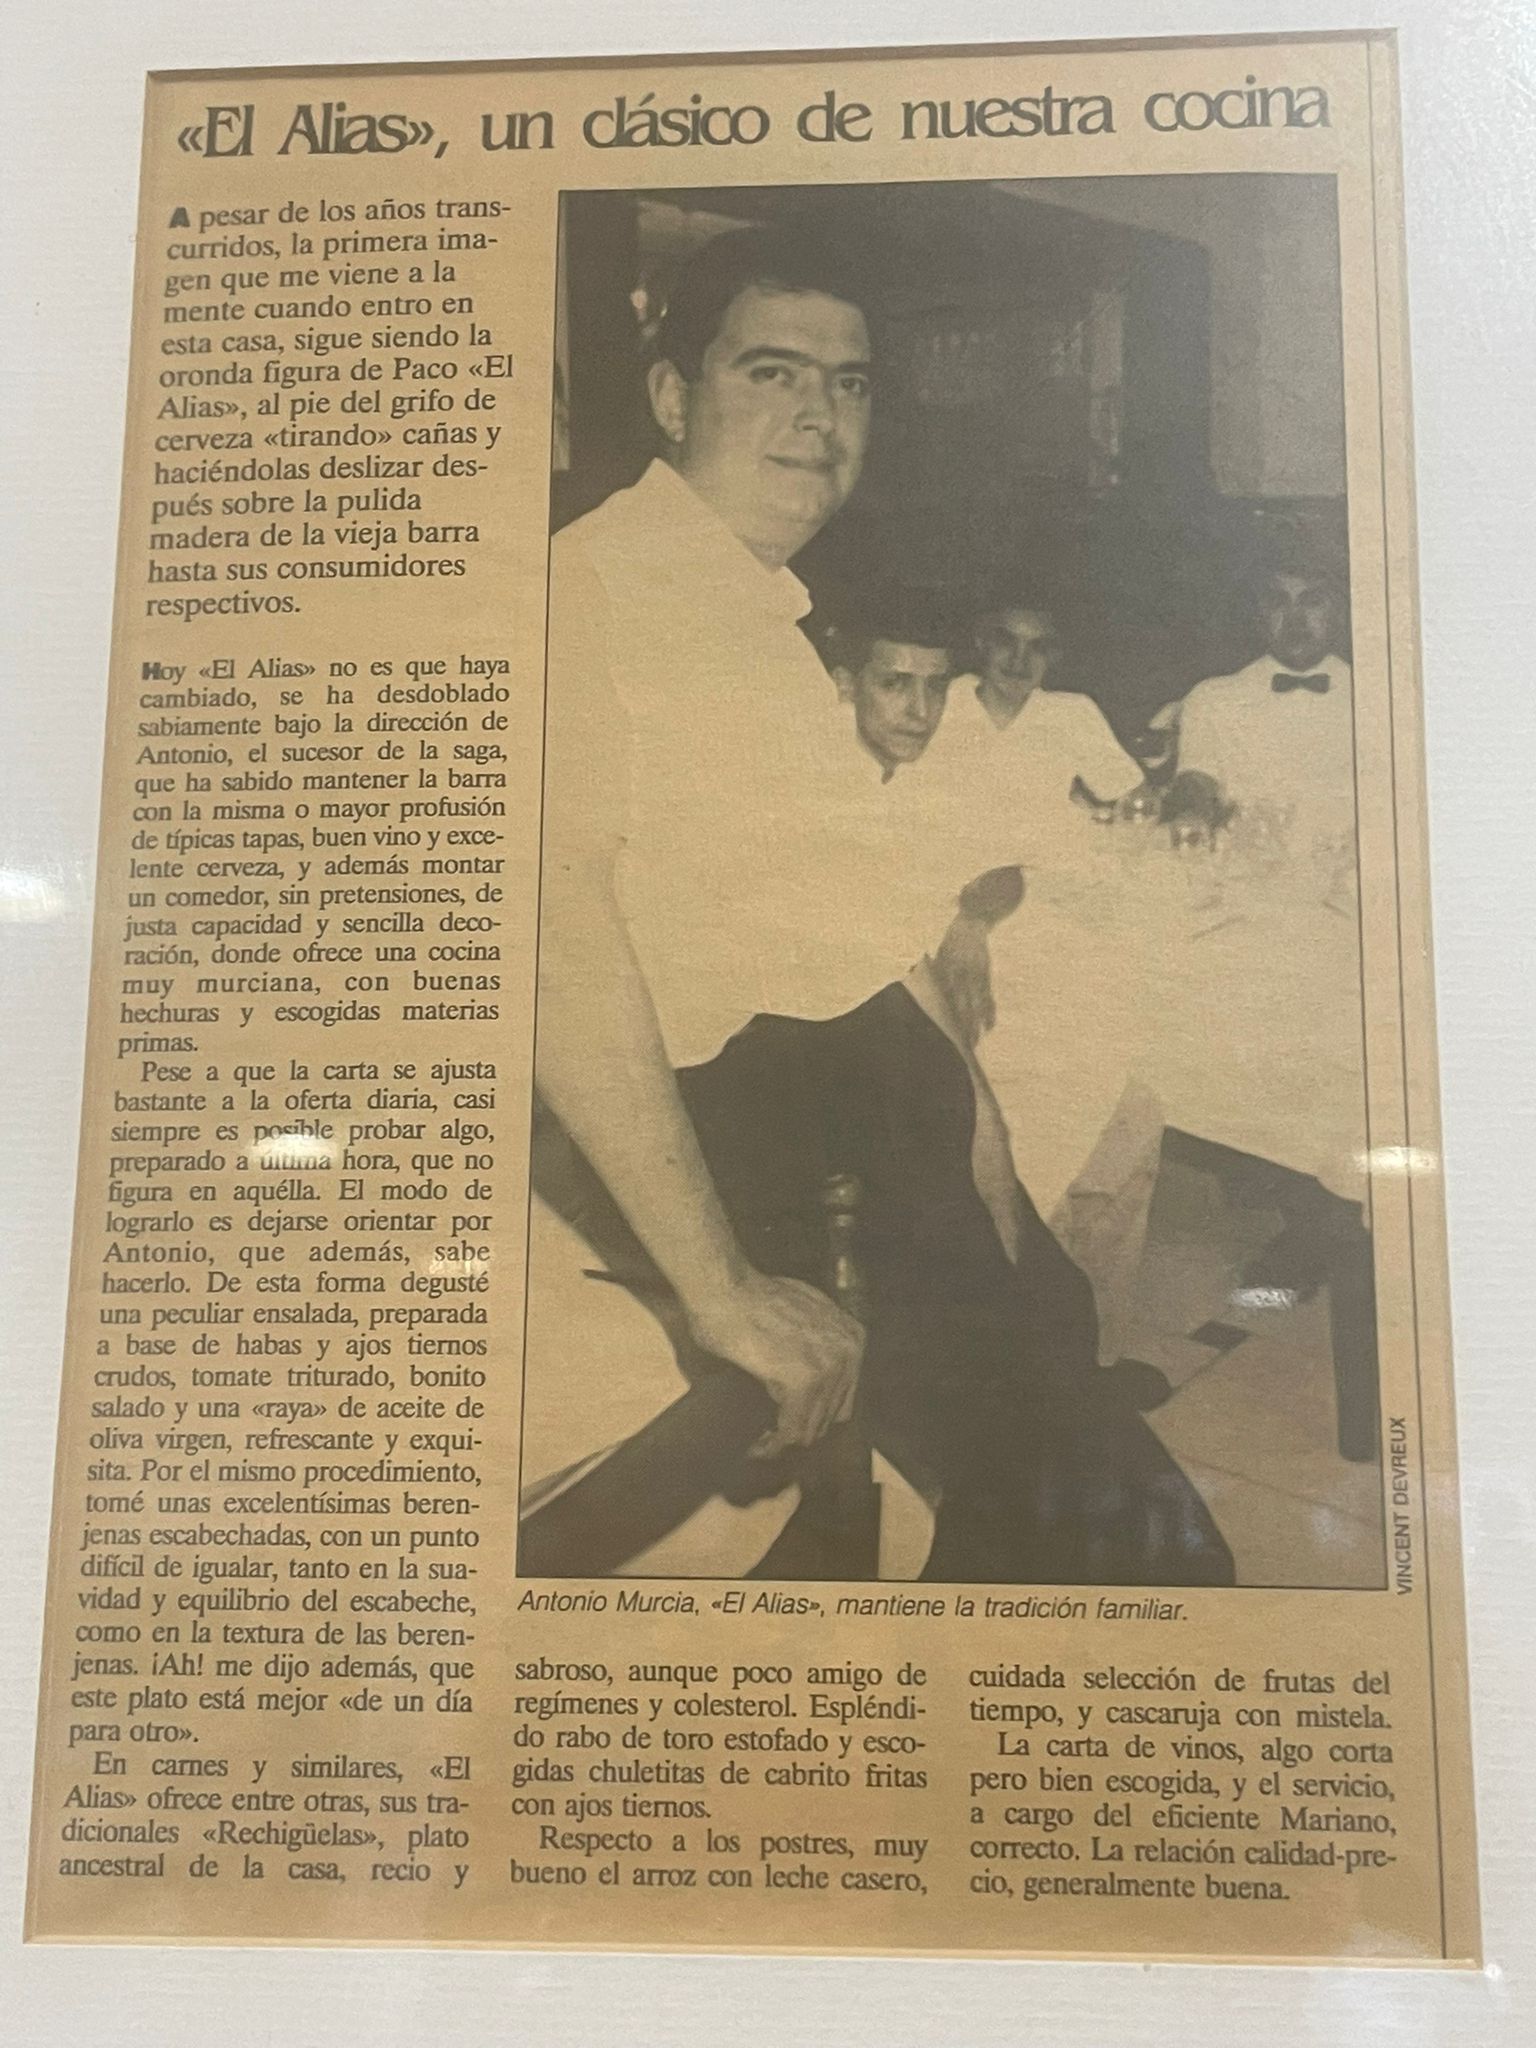 «El Alias», un clásico de nuestra cocina
A pesar de los años trans-
curridos, la primera ima-
gen que me viene a la
mente cuando entro en
esta casa, sigue siendo la
oronda figura de Paco «El
Alias», al pie del grifo de
cerveza «tirando» cañas y
haciéndolas deslizar des-
pués sobre la pulida
madera de la vieja barra
hasta sus consumidores
respectivos.
Hoy «El Alias» no es que haya
cambiado, se ha desdoblado
sabiamente bajo la dirección de
Antonio, el sucesor de la saga,
que ha sabido mantener la barra
con la misma o mayor profusión
de típicas tapas, buen vino y exce-
lente cerveza, y además montar
un comedor, sin pretensiones, de
justa capacidad y sencilla deco-
ración, donde ofrece una cocina
muy murciana, con buenas
hechuras y escogidas materias
primas.
Pese a que la carta se ajusta
bastante a la oferta diaria, casi
siempre es posible probar algo,
preparado a última hora, que no
figura en aquélla. El modo de
lograrlo es dejarse orientar por
Antonio, que además, sabe
hacerlo. De esta forma degusté
una peculiar ensalada, preparada
a base de habas y ajos tiernos
crudos, tomate triturado, bonito
salado y una «raya» de aceite de
oliva virgen, refrescante y exqui-
sita. Por el mismo procedimiento,
tomé unas excelentísimas beren-
jenas escabechadas, con un punto
difícil de igualar, tanto en la sua-
vidad y equilibrio del escabeche,
como en la textura de las beren-
jenas. ¡Ah! me dijo además, que
este plato está mejor «de un día
para otro».
En carnes y similares, «El
Alias» ofrece entre otras, sus tra-
dicionales «Rechigüelas», plato
ancestral de la casa, recio y
VINCENT DEVREUX
Antonio Murcia, «El Alias», mantiene la tradición familiar.
sabroso, aunque poco amigo de
regímenes y colesterol. Espléndi-
do rabo de toro estofado y esco-
gidas chuletitas de cabrito fritas
con ajos tiernos.
Respecto a los postres, muy
bueno el arroz con leche casero,
cuidada selección de frutas del
tiempo, y cascaruja con mistela.
La carta de vinos, algo corta
pero bien escogida, y el servicio,
a cargo del eficiente Mariano,
correcto. La relación calidad-pre-
cio, generalmente buena.